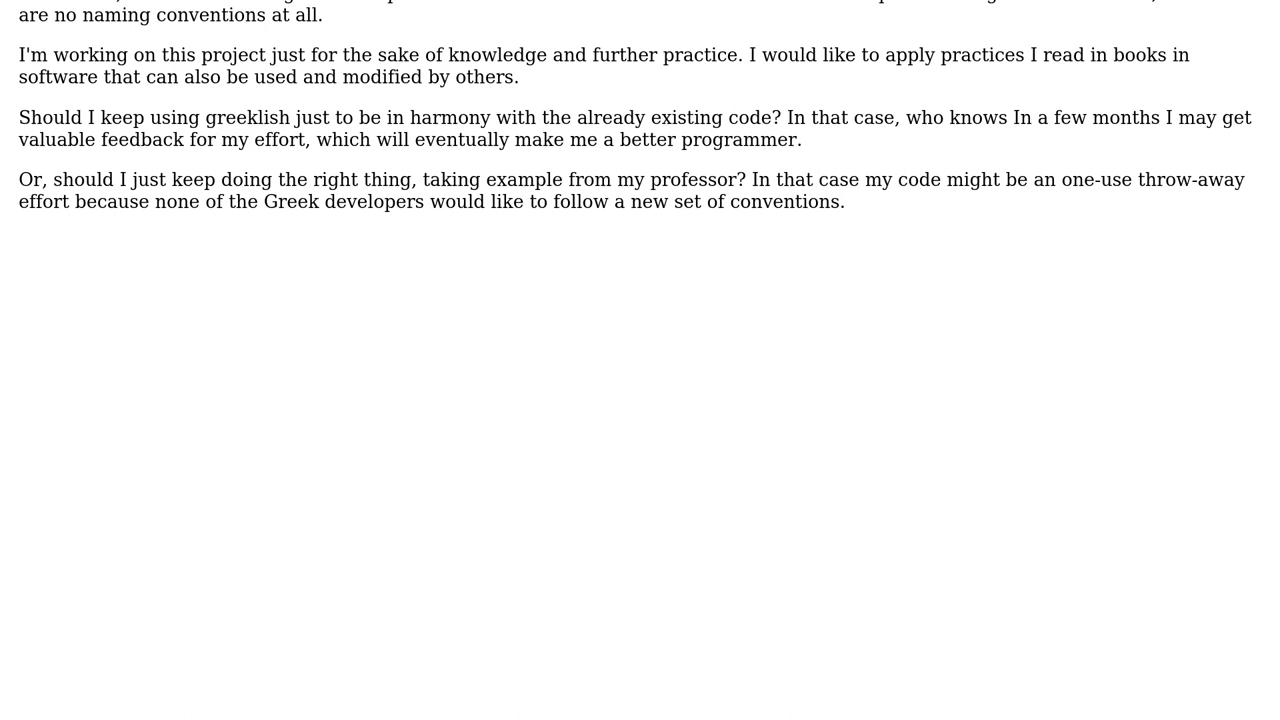 are no naming conventions at all.
I'm working on this project just for the sake of knowledge and further practice. I would like to apply practices I read in books in
software that can also be used and modified by others.
Should I keep using greeklish just to be in harmony with the already existing code? In that case, who knows In a few months I may get
valuable feedback for my effort, which will eventually make me a better programmer.
Or, should I just keep doing the right thing, taking example from my professor? In that case my code might be an one-use throw-away
effort because none of the Greek developers would like to follow a new set of conventions.